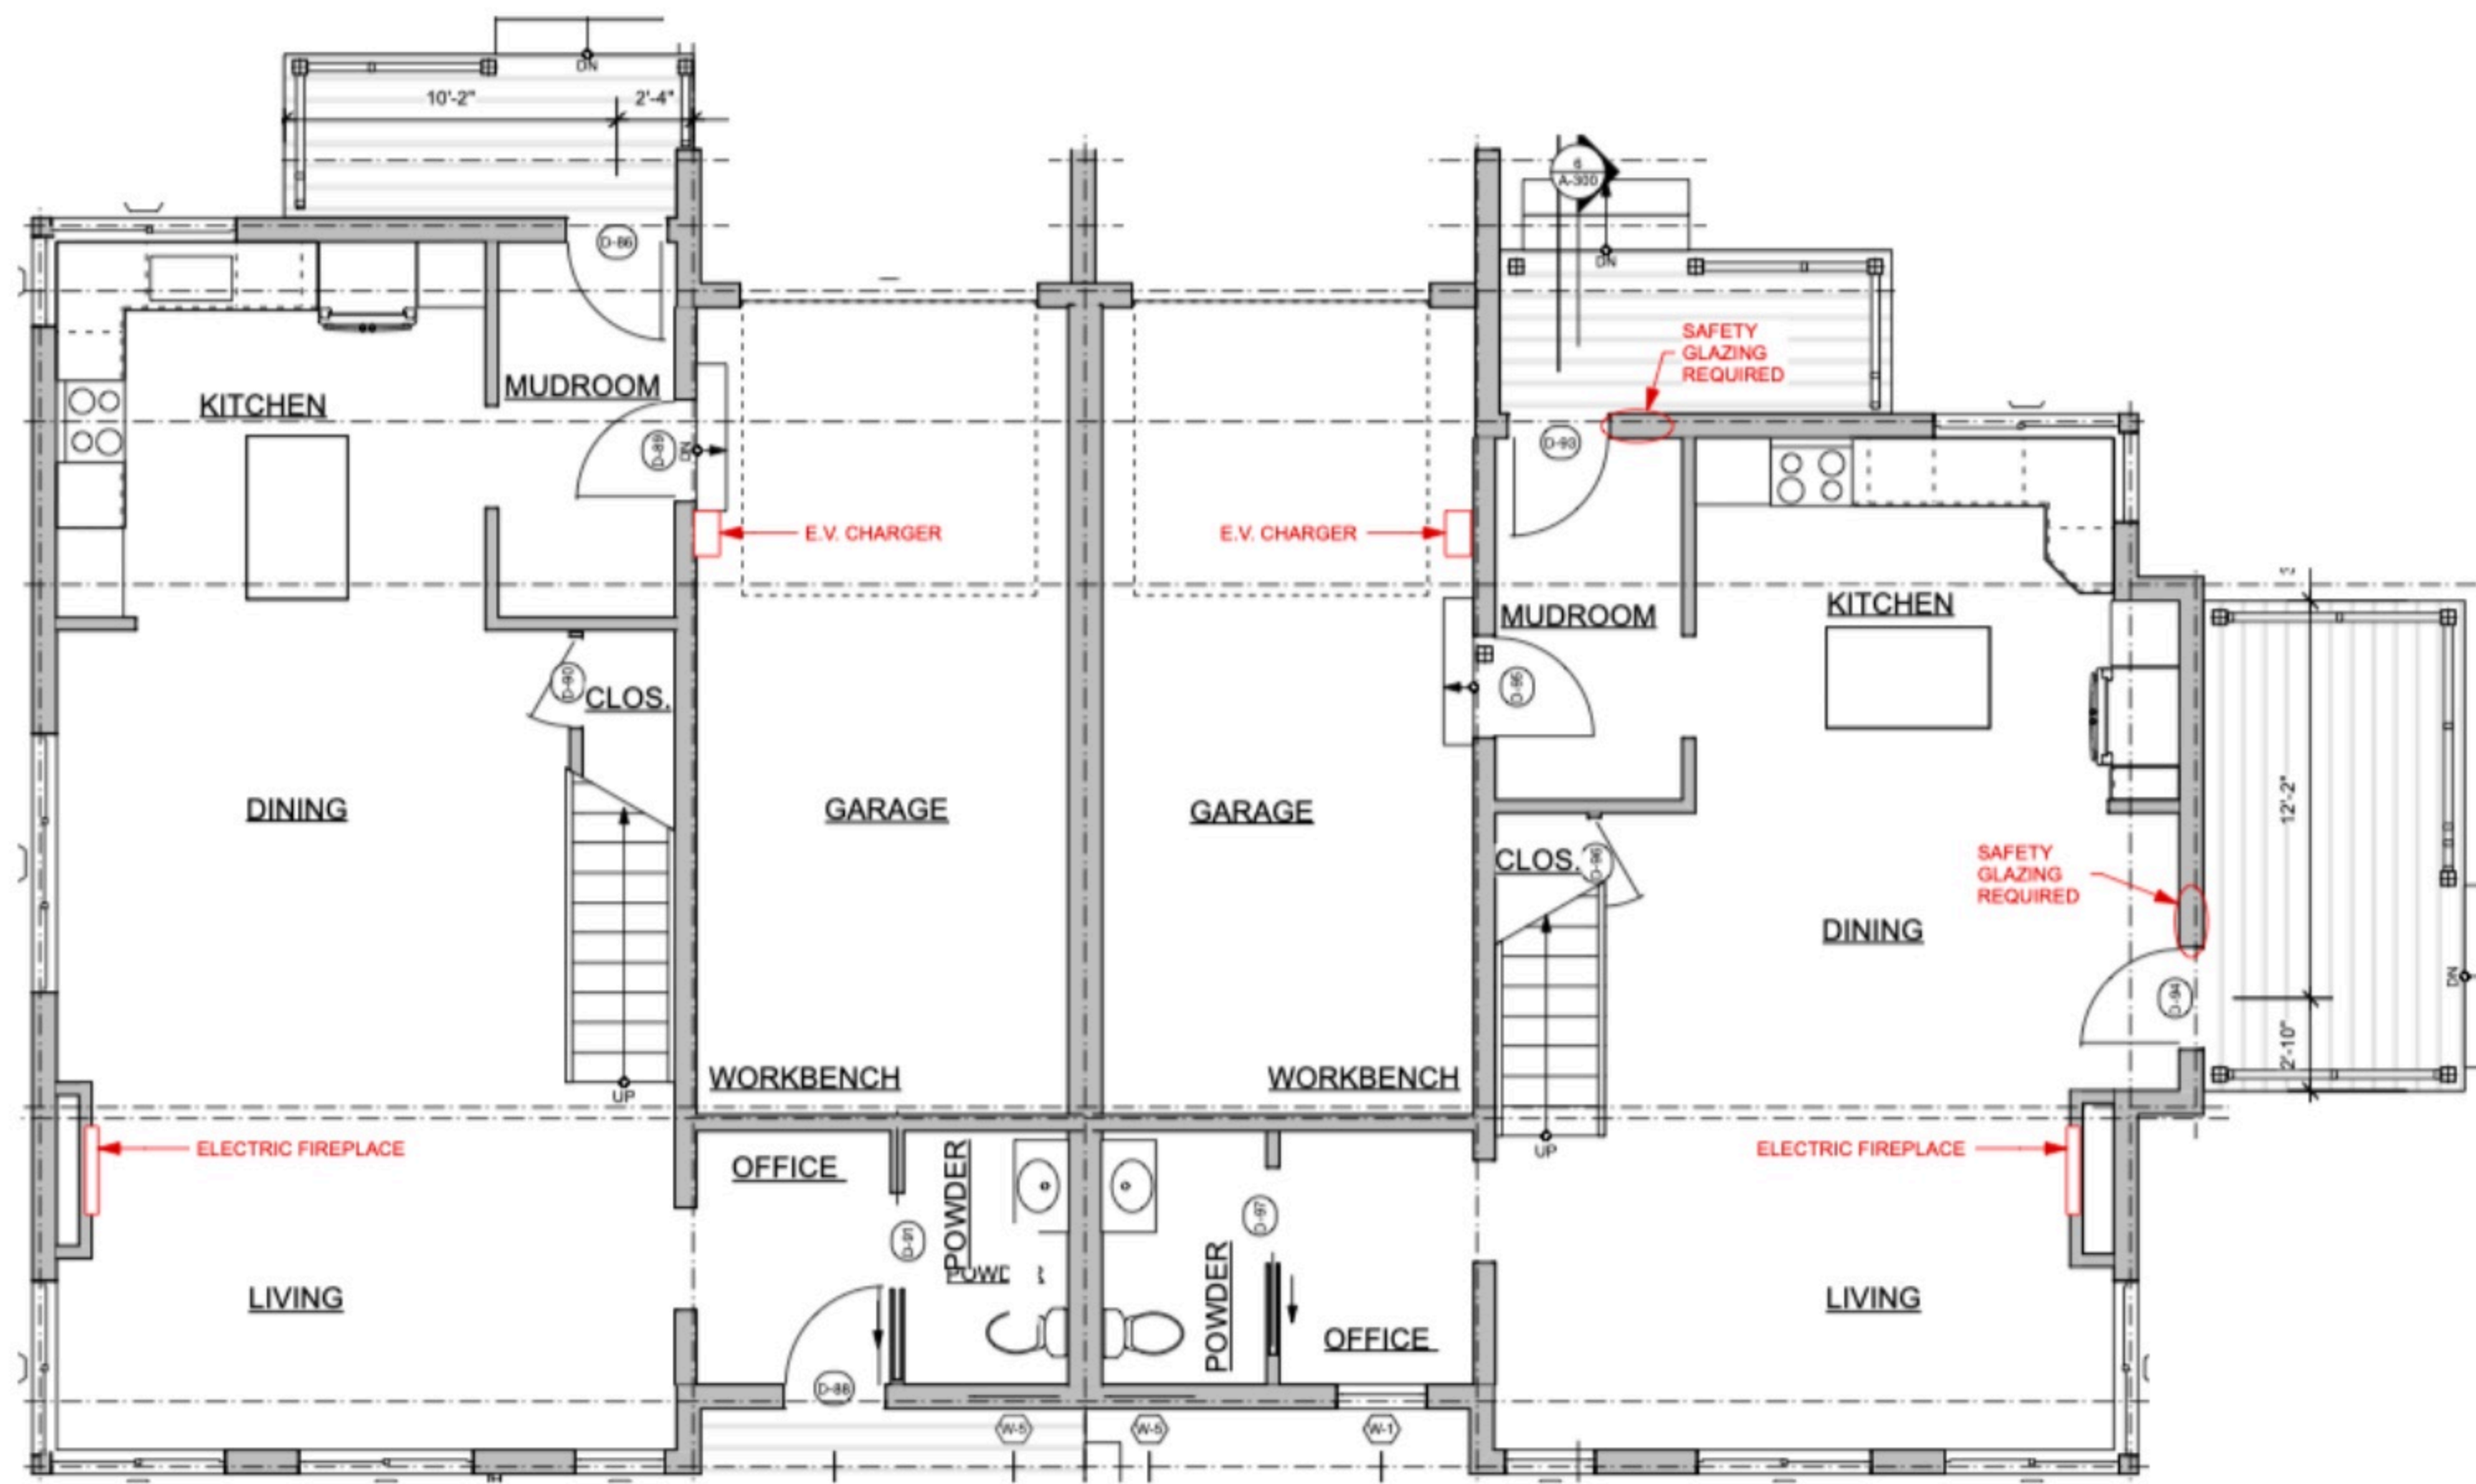 DN
10'-2"
2'-4"
6
A-300
DN
D-86
SAFETY
GLAZING
REQUIRED
KITCHEN
MUDROOM
D-89
DN
D-93
E.V. CHARGER
E.V. CHARGER
MUDROOM
KITCHEN
D-90
CLOS.
D-95
DINING
GARAGE
GARAGE
12'-2"
CLOS.
D-96
SAFETY
GLAZING
REQUIRED
DINING
D-94
DN
2'-10"
WORKBENCH
WORKBENCH
UP
UP
ELECTRIC FIREPLACE
ELECTRIC FIREPLACE
OFFICE
POWDER
D-91
D-97
POWDER
LIVING
OFFICE
LIVING
D-88
W-5
W-5
W-1